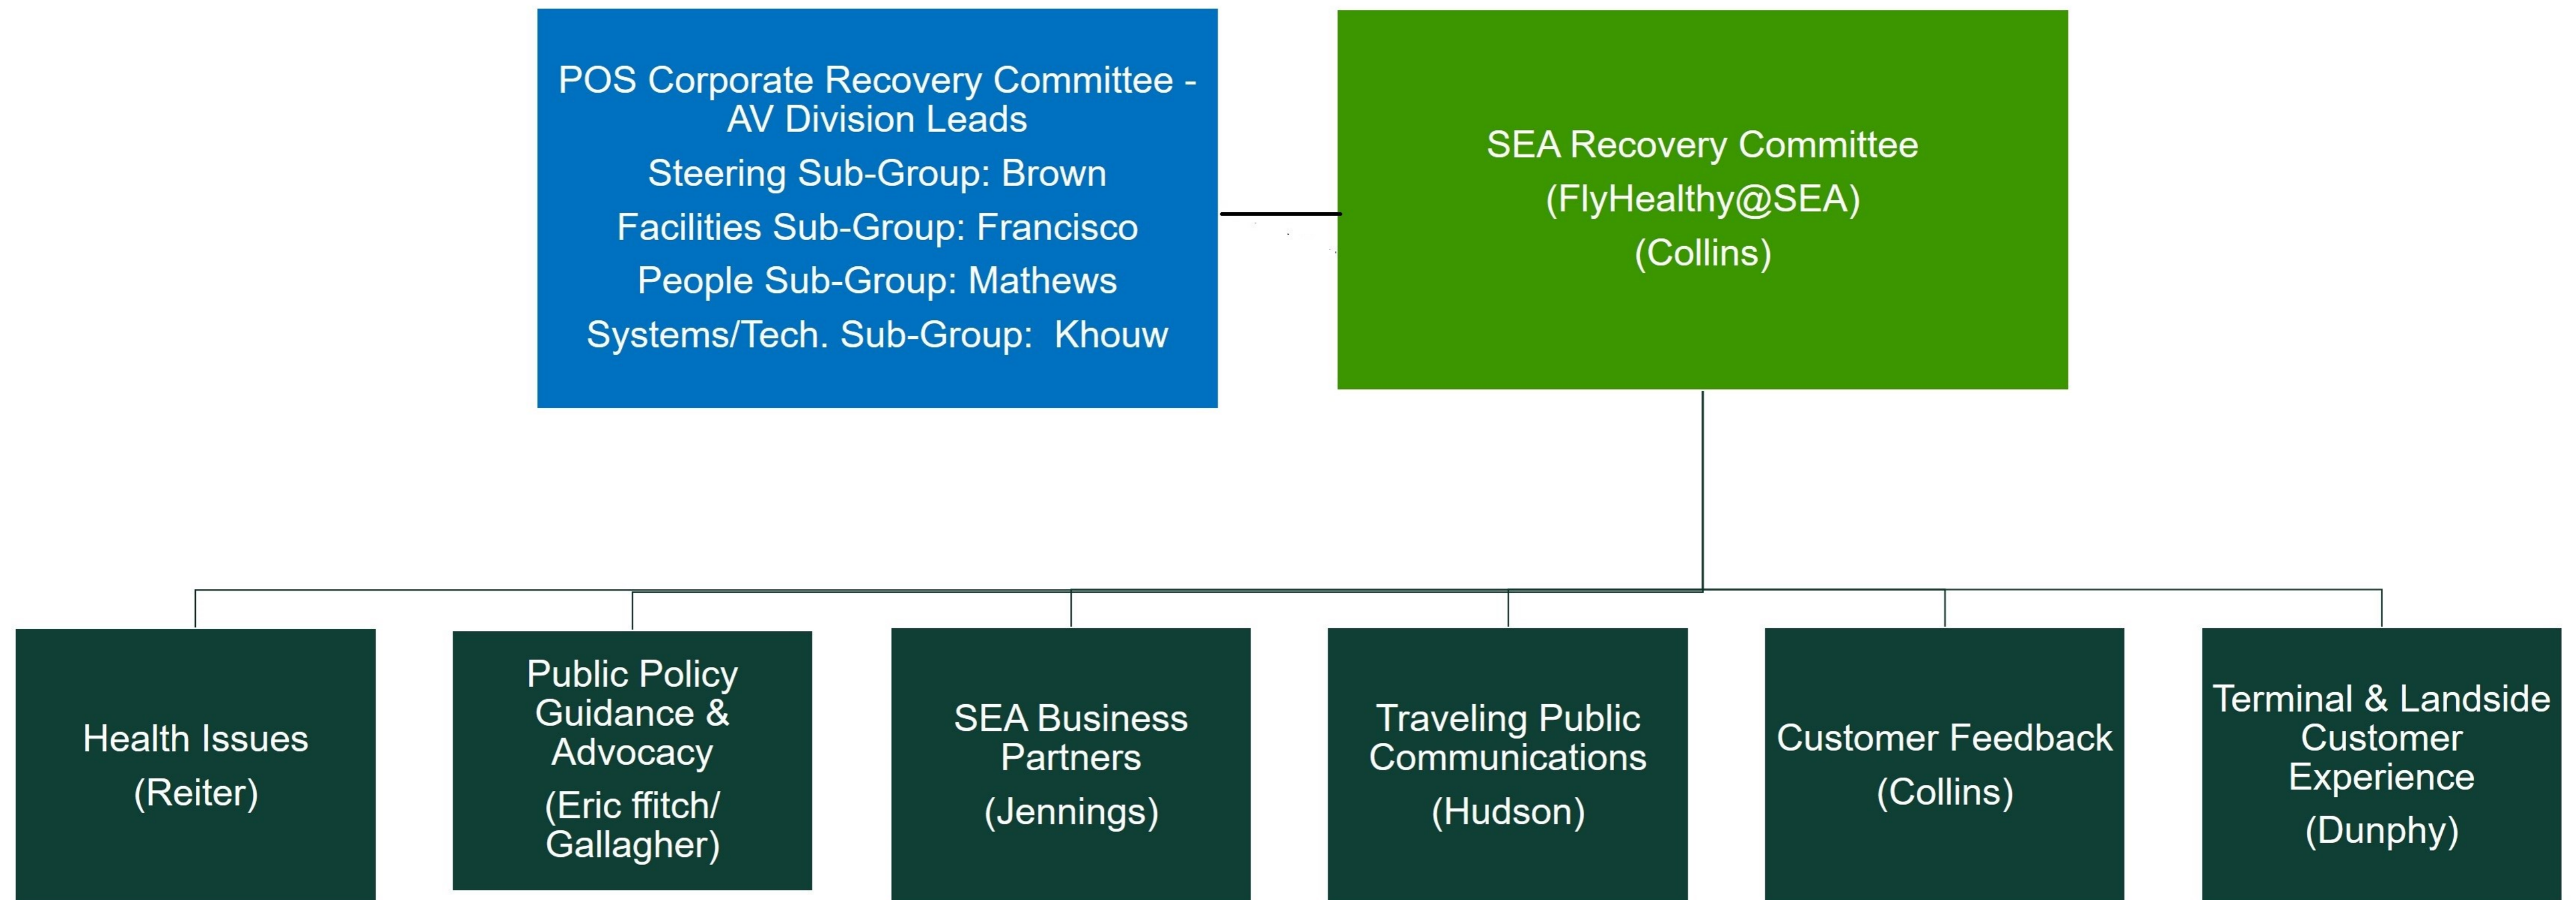 POS Corporate Recovery Committee -
AV Division Leads
Steering Sub-Group: Brown
Facilities Sub-Group: Francisco
People Sub-Group: Mathews
Systems/Tech. Sub-Group:  Khouw
SEA Recovery Committee
(FlyHealthy@SEA)
(Collins)
Health Issues
(Reiter)
Public Policy
Guidance &
Advocacy
(Eric ffitch/
Gallagher)
SEA Business
Partners
(Jennings)
Traveling Public
Communications
(Hudson)
Customer Feedback
(Collins)
Terminal & Landside
Customer
Experience
(Dunphy)